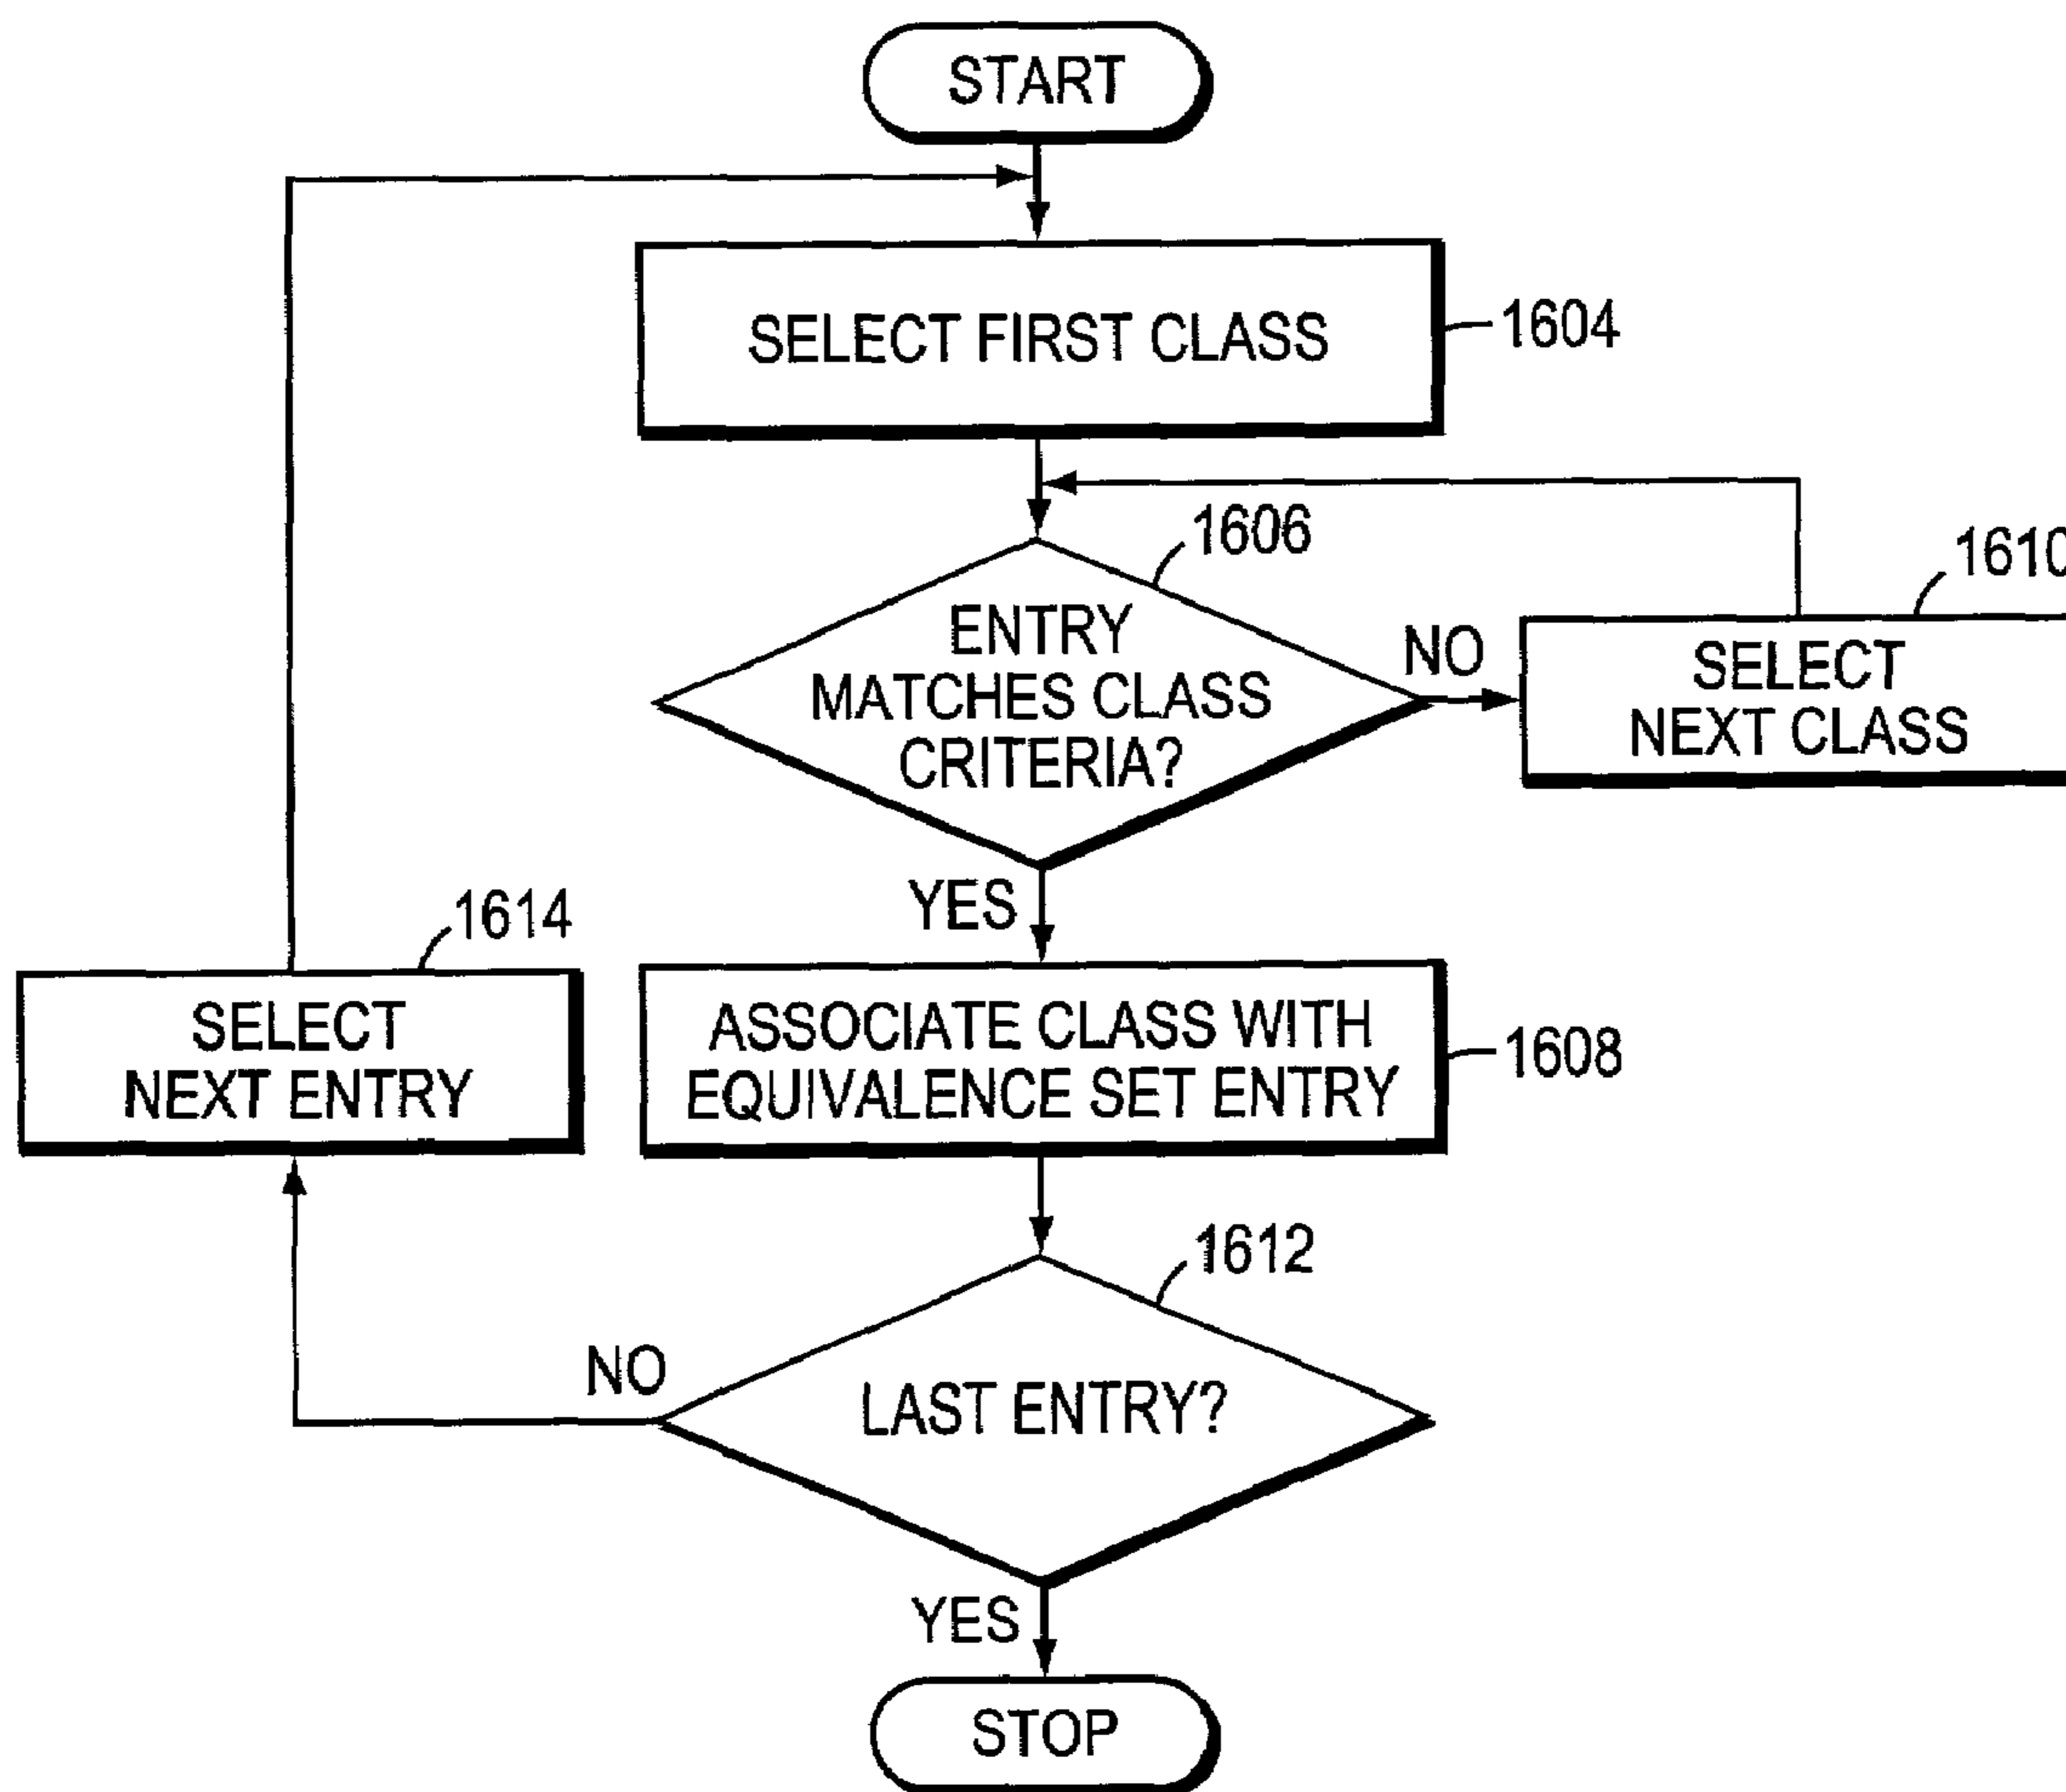 START
SELECT FIRST CLASS
1604
1606
ENTRY
MATCHES CLASS
CRITERIA?
NO
1610
SELECT
NEXT CLASS
YES
1614
SELECT
NEXT ENTRY
ASSOCIATE CLASS WITH
EQUIVALENCE SET ENTRY
1608
1612
NO
LAST ENTRY?
YES
STOP